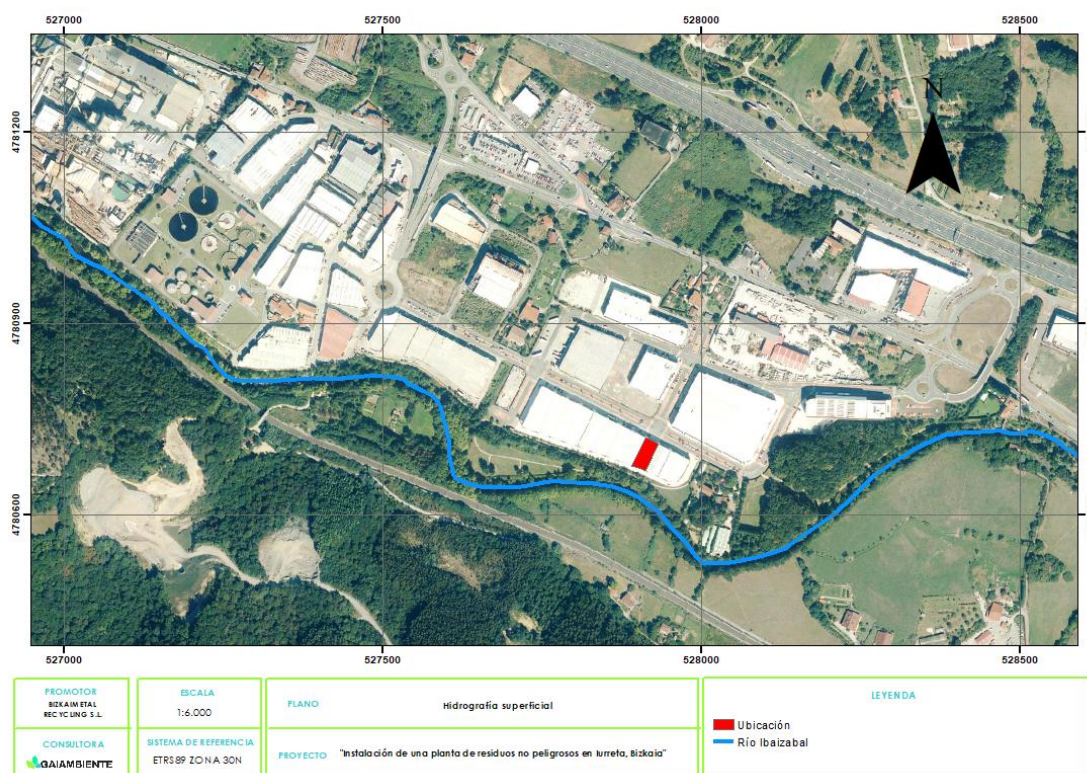 527000 527500 528000 528500
N
4781200
4780900
4780600
527000 527500 528000 528500
PROMOTOR
BIZKAIMETAL
RECYCLING S.L.
ESCALA
1:6.000
PLANO
Hidrografía superficial
LEYENDA
Ubicación
Río Ibaizabal
CONSULTORA
GAIAMBIENTE
SISTEMA DE REFERENCIA
ETRS89 ZONA 30N
PROYECTO
"Instalación de una planta de residuos no peligrosos en Iurreta, Bizkaia"